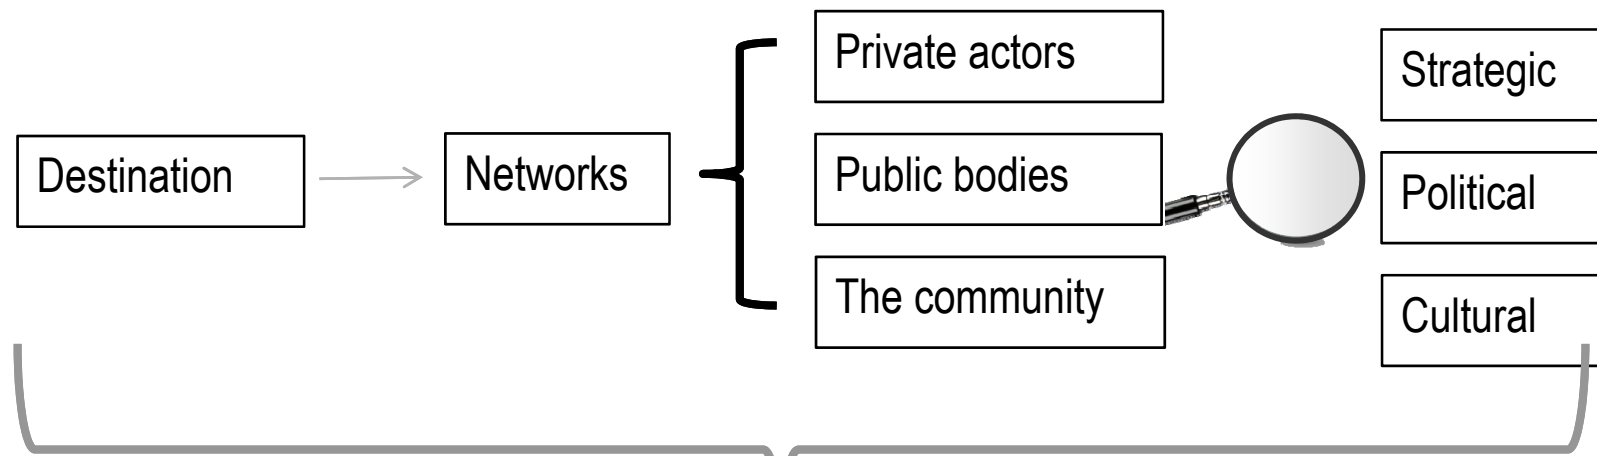 Destination
Networks
Private actors
Public bodies
The community
Strategic
Political
Cultural